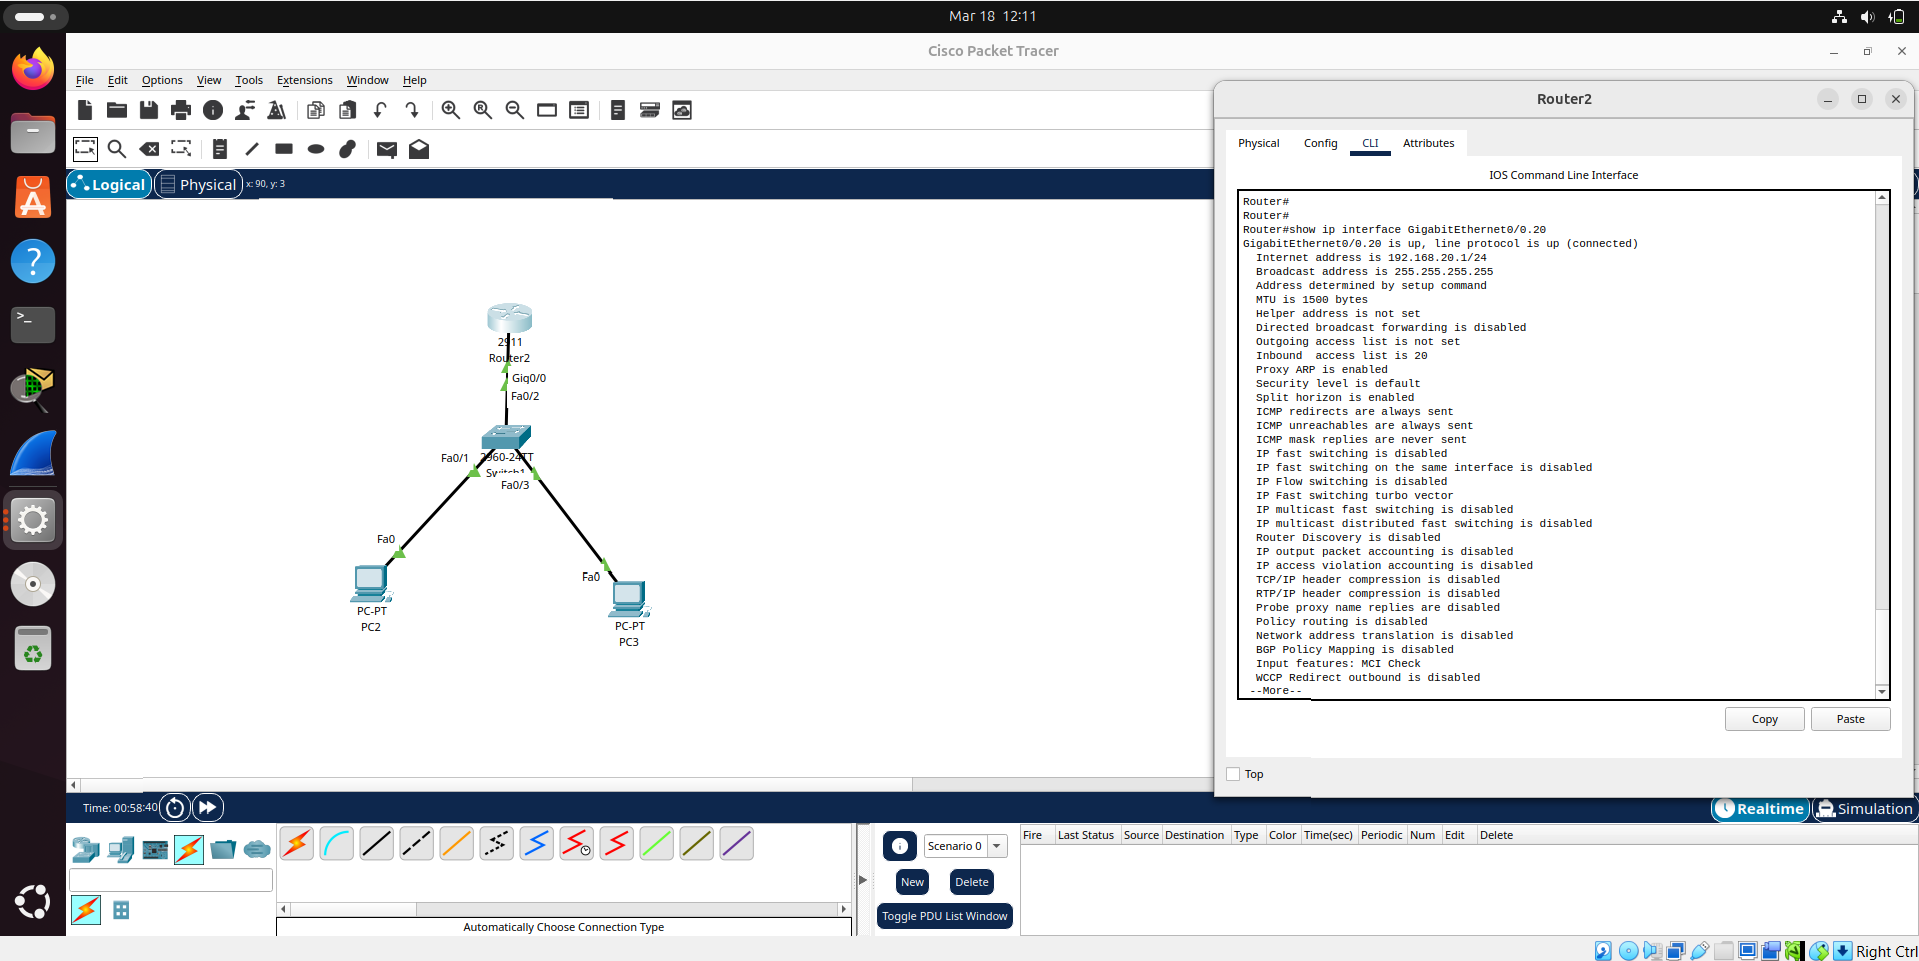 Mar 18 12:11
Cisco Packet Tracer
File Edit Options View Tools Extensions Window Help
Logical Physical x: 90, y: 3
2911
Router2
Gig0/0
Fa0/2
Fa0/1
2960-24TT
Switch1
Fa0/3
Fa0
Fa0
PC-PT
PC2
PC-PT
PC3
Router2
Physical Config CLI Attributes
IOS Command Line Interface
Router#
Router#
Router#show ip interface GigabitEthernet0/0.20
GigabitEthernet0/0.20 is up, line protocol is up (connected)
Internet address is 192.168.20.1/24
Broadcast address is 255.255.255.255
Address determined by setup command
MTU is 1500 bytes
Helper address is not set
Directed broadcast forwarding is disabled
Outgoing access list is not set
Inbound  access list is 20
Proxy ARP is enabled
Security level is default
Split horizon is enabled
ICMP redirects are always sent
ICMP unreachables are always sent
ICMP mask replies are never sent
IP fast switching is disabled
IP fast switching on the same interface is disabled
IP Flow switching is disabled
IP Fast switching turbo vector
IP multicast fast switching is disabled
IP multicast distributed fast switching is disabled
Router Discovery is disabled
IP output packet accounting is disabled
IP access violation accounting is disabled
TCP/IP header compression is disabled
RTP/IP header compression is disabled
Probe proxy name replies are disabled
Policy routing is disabled
Network address translation is disabled
BGP Policy Mapping is disabled
Input features: MCI Check
WCCP Redirect outbound is disabled
--More--
Copy Paste
Top
Time: 00:58:40
Realtime Simulation
Scenario 0
New Delete
Toggle PDU List Window
Fire Last Status Source Destination Type Color Time(sec) Periodic Num Edit Delete
Automatically Choose Connection Type
Right Ctrl